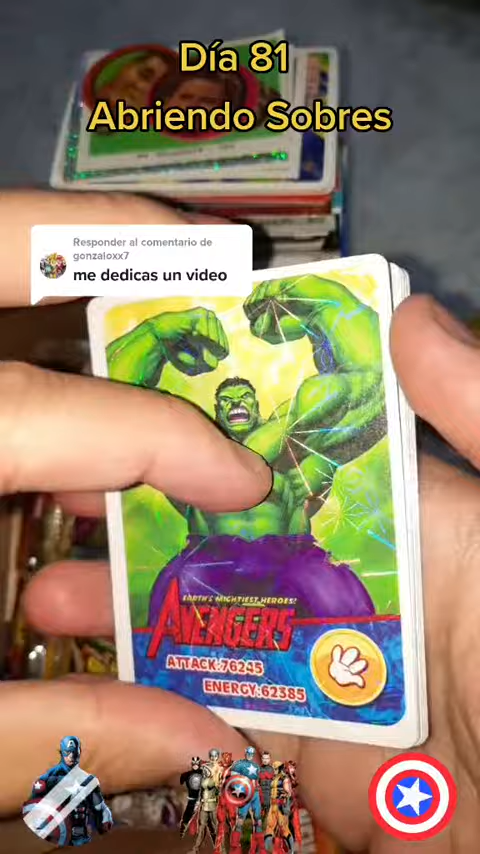 Día 81
Abriendo Sobres
Responder al comentario de
gonzaloxx7
me dedicas un video
EARTH'S MIGHTIEST HEROES!
AVENGERS
ATTACK:76245
ENERGY:62385